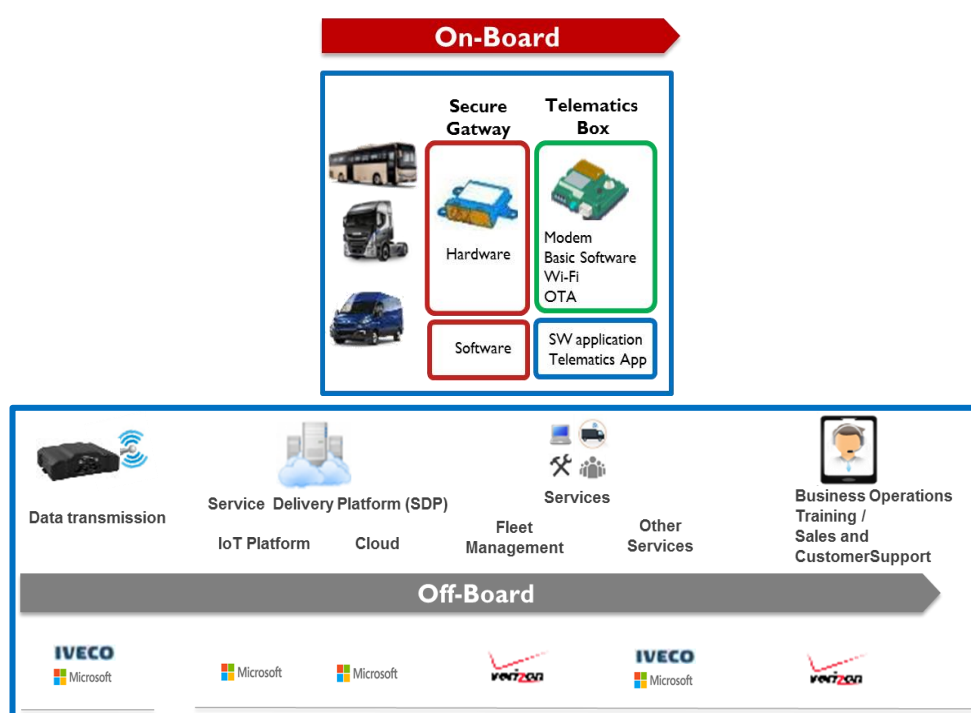 On-Board
Secure
Gatway
Telematics
Box
Hardware
Modem
Basic Software
Wi-Fi
OTA
Software
SW application
Telematics App
Data transmission
Service Delivery Platform (SDP)
IoT Platform
Cloud
Services
Fleet
Management
Other
Services
Business Operations
Training /
Sales and
CustomerSupport
Off-Board
IVECO
Microsoft
Microsoft
Microsoft
verizon
IVECO
Microsoft
verizon